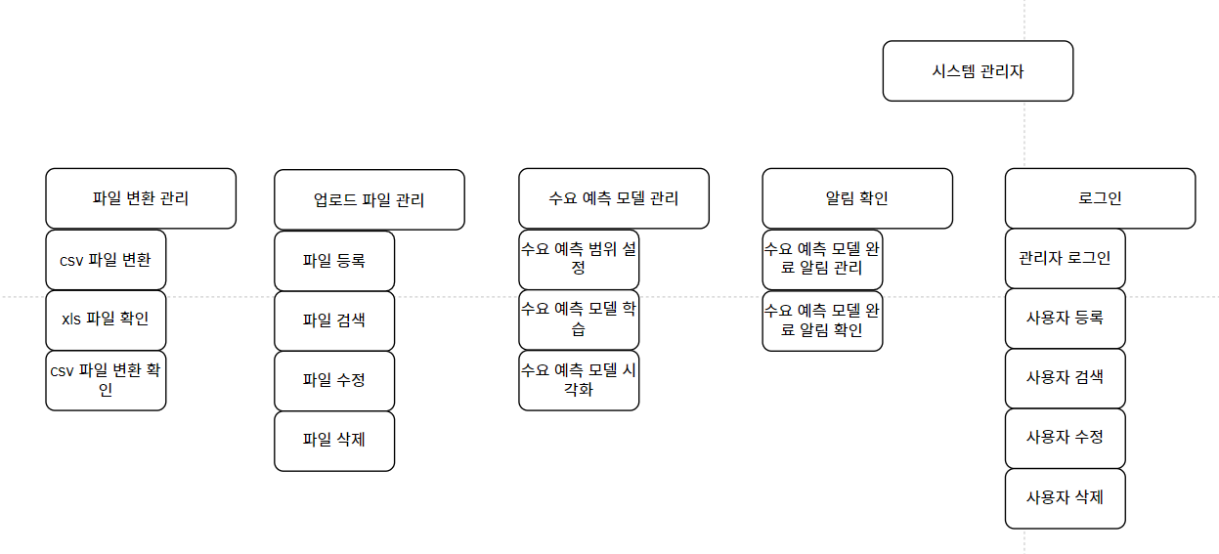 시스템 관리자
파일 변환 관리
csv 파일 변환
xls 파일 확인
csv 파일 변환 확
인
업로드 파일 관리
파일 등록
파일 검색
파일 수정
파일 삭제
수요 예측 모델 관리
수요 예측 범위 설
정
수요 예측 모델 학
습
수요 예측 모델 시
각화
알림 확인
수요 예측 모델 완
료 알림 관리
수요 예측 모델 완
료 알림 확인
로그인
관리자 로그인
사용자 등록
사용자 검색
사용자 수정
사용자 삭제